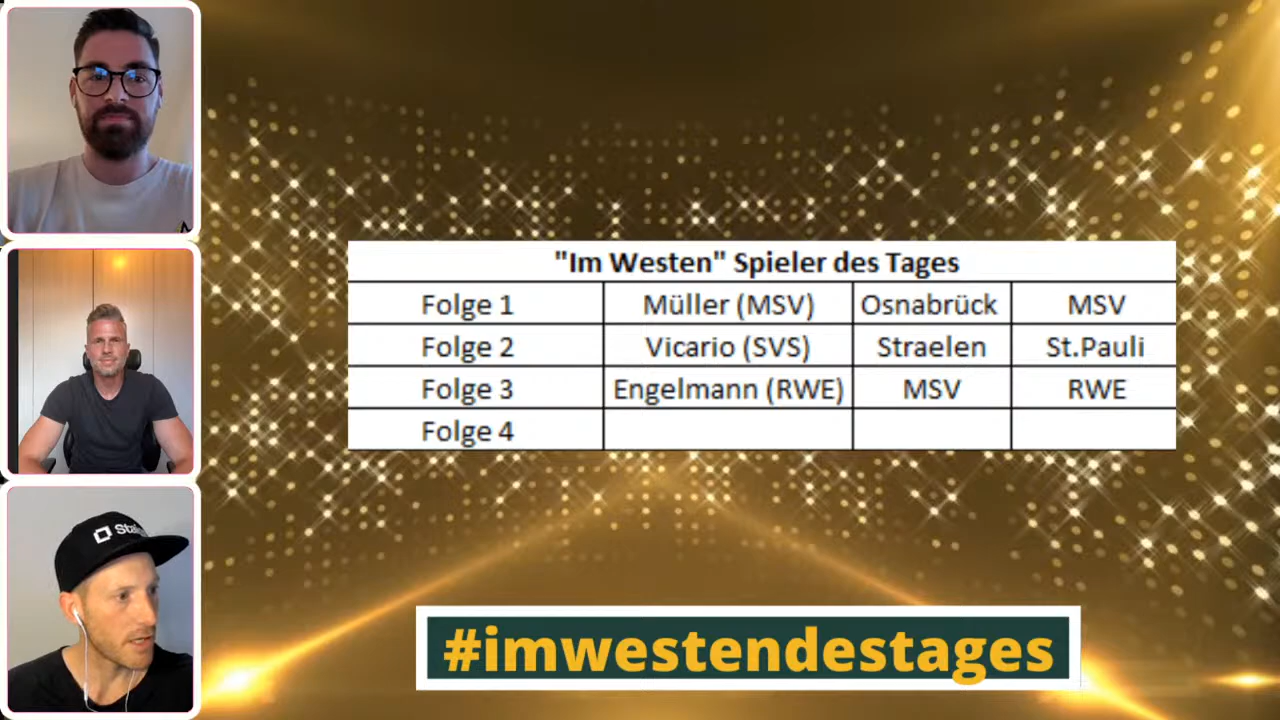 "Im Westen" Spieler des Tages
Folge 1 Müller (MSV) Osnabrück MSV
Folge 2 Vicario (SVS) Straelen St.Pauli
Folge 3 Engelmann (RWE) MSV RWE
Folge 4
#imwestendestages